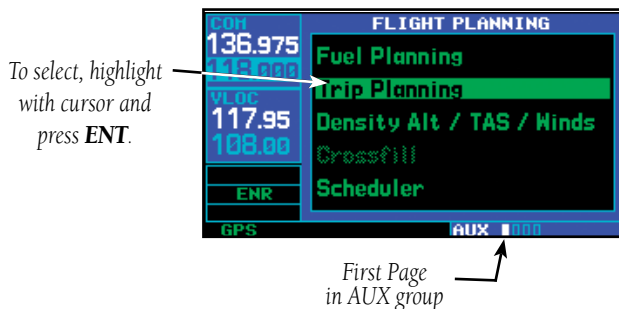 COM
136.975
118.000
VLOC
117.95
108.00
ENR
GPS
FLIGHT PLANNING
Fuel Planning
Trip Planning
Density Alt / TAS / Winds
Crossfill
Scheduler
AUX
To select, highlight
with cursor and
press ENT.
First Page
in AUX group